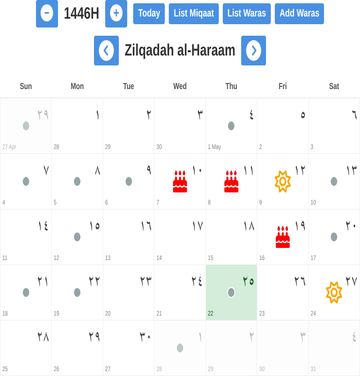 − 1446H + Today List Miqaat List Waras Add Waras
Zilqadah al-Haraam
Sun Mon Tue Wed Thu Fri Sat
٢٩ ١ ٢ ٣ ٤ ٥ ٦
27 Apr 28 29 30 1 May 2 3
٧ ٨ ٩ ١٠ ١١ ١٢ ١٣
4 5 6 7 8 9 10
١٤ ١٥ ١٦ ١٧ ١٨ ١٩ ٢٠
11 12 13 14 15 16 17
٢١ ٢٢ ٢٣ ٢٤ ٢٥ ٢٦ ٢٧
18 19 20 21 22 23 24
٢٨ ٢٩ ٣٠ ١ ٢ ٣ ٤
25 26 27 28 29 30 31